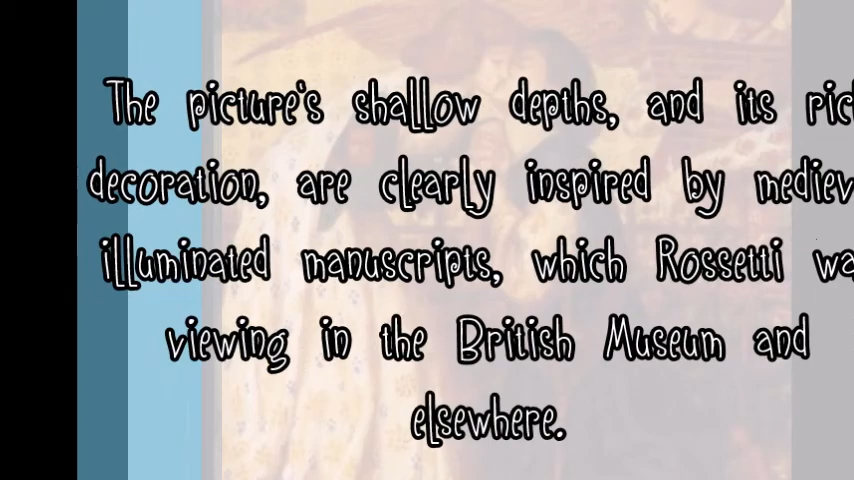 The picture's shallow depths, and its rich
decoration, are clearly inspired by
illuminated manuscripts, which Rossetti
viewing in the British Museum and
elsewhere.